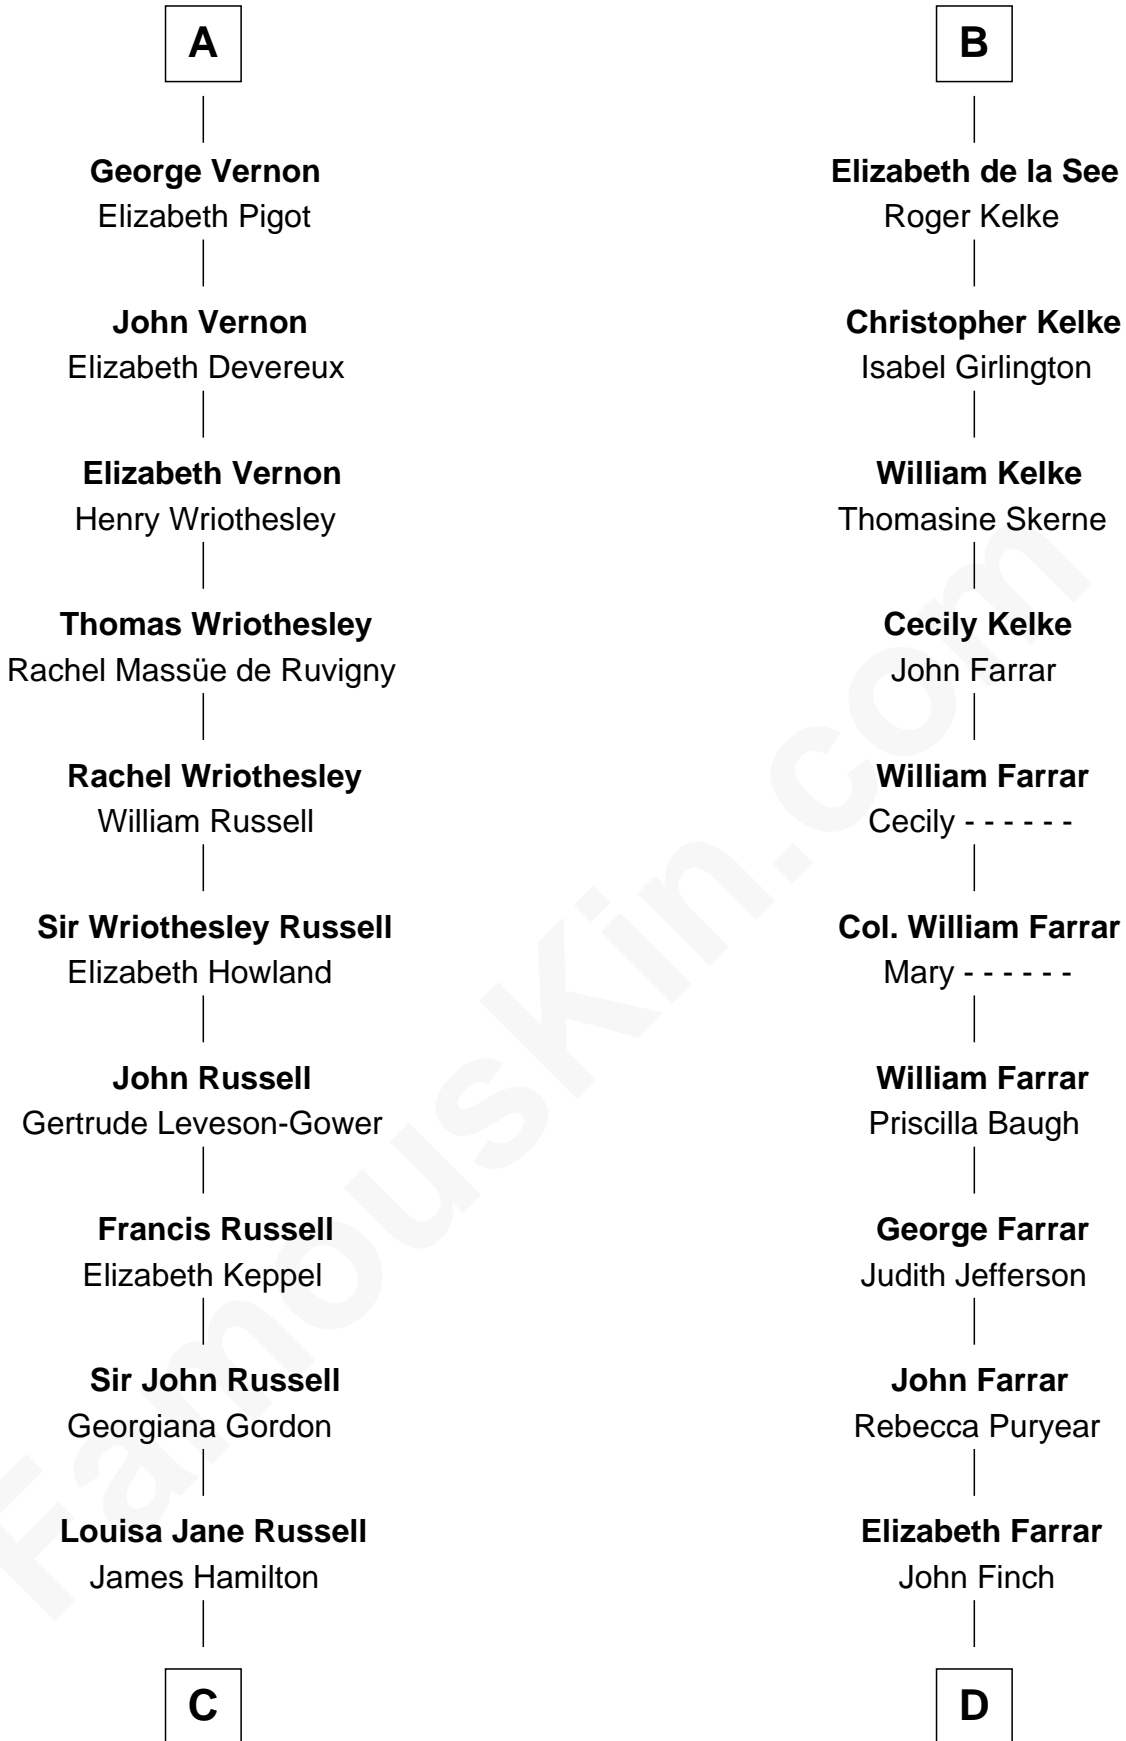 A
George Vernon
Elizabeth Pigot
John Vernon
Elizabeth Devereux
Elizabeth Vernon
Henry Wriothesley
Thomas Wriothesley
Rachel Massüe de Ruvigny
Rachel Wriothesley
William Russell
Sir Wriothesley Russell
Elizabeth Howland
John Russell
Gertrude Leveson-Gower
Francis Russell
Elizabeth Keppel
Sir John Russell
Georgiana Gordon
Louisa Jane Russell
James Hamilton
C
B
Elizabeth de la See
Roger Kelke
Christopher Kelke
Isabel Girlington
William Kelke
Thomasine Skerne
Cecily Kelke
John Farrar
William Farrar
Cecily - - - - - -
Col. William Farrar
Mary - - - - - -
William Farrar
Priscilla Baugh
George Farrar
Judith Jefferson
John Farrar
Rebecca Puryear
Elizabeth Farrar
John Finch
D
FamousKin.com